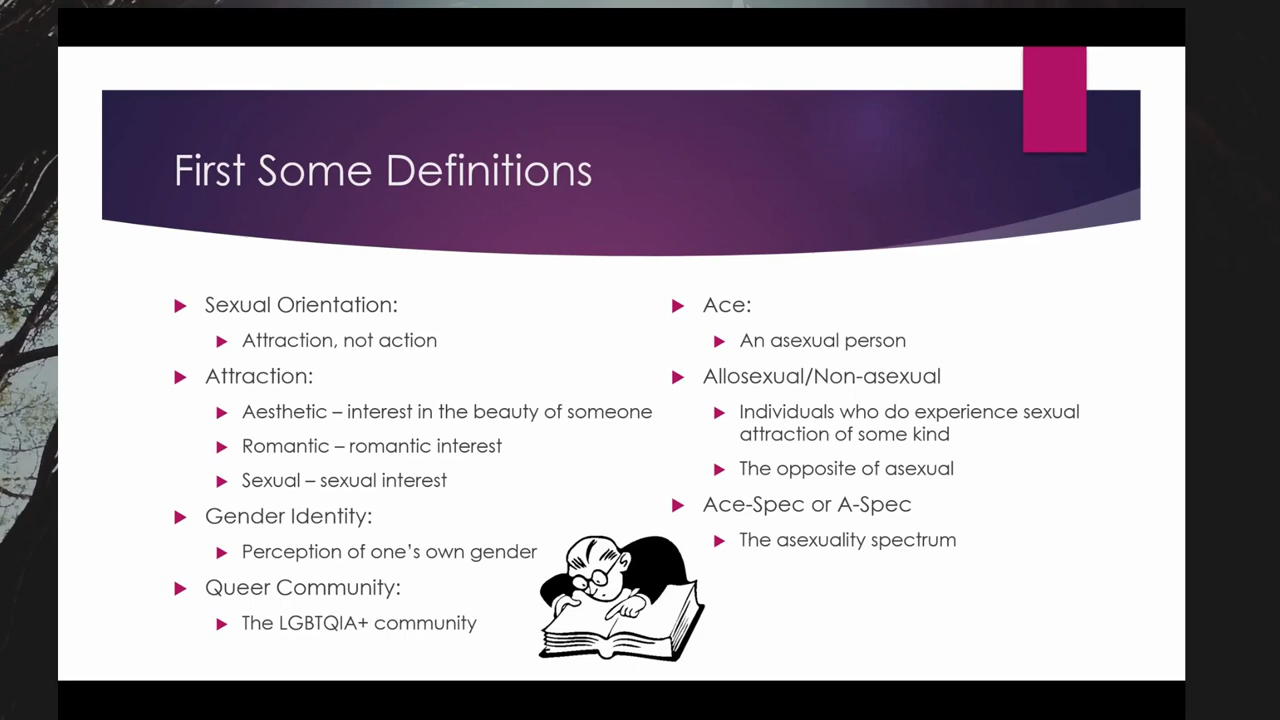 First Some Definitions
Sexual Orientation:
Attraction, not action
Attraction:
Aesthetic – interest in the beauty of someone
Romantic – romantic interest
Sexual – sexual interest
Gender Identity:
Perception of one's own gender
Queer Community:
The LGBTQIA+ community
Ace:
An asexual person
Allosexual/Non-asexual
Individuals who do experience sexual
attraction of some kind
The opposite of asexual
Ace-Spec or A-Spec
The asexuality spectrum